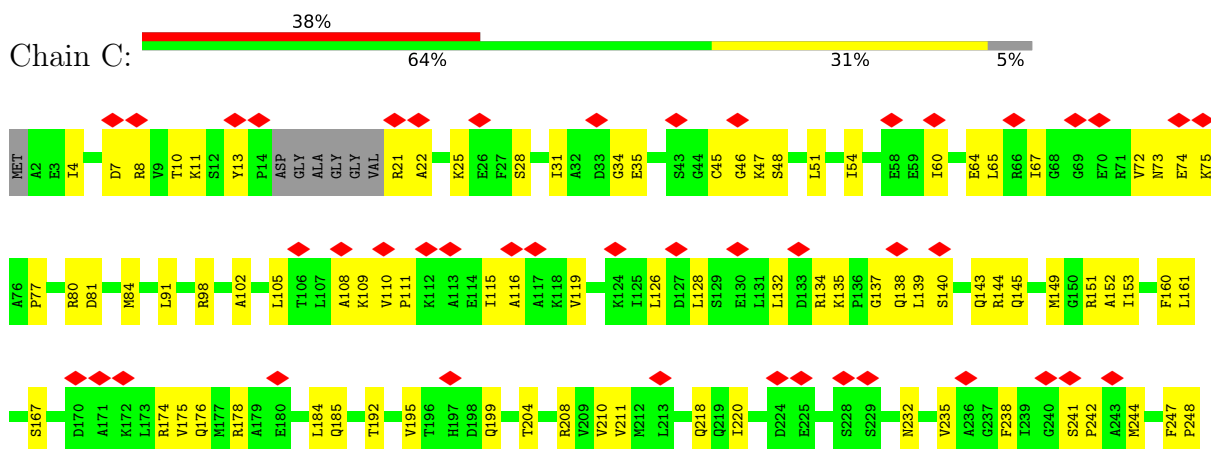 38%
Chain C:
64% 31% 5%
MET A2 E3 I4 D7 R8 V9 T10 K11 S12 Y13 P14 ASP GLY ALA GLY GLY VAL R21 A22 K25 E26 F27 S28 I31 A32 D33 G34 E35 S43 G44 C45 G46 K47 S48 L51 I54 E58 E59 I60 E64 L65 R66 I67 G68 G69 E70 R71 V72 N73 E74 K75
A76 P77 R80 D81 M84 L91 R98 A102 L105 T106 L107 A108 K109 V110 P111 K112 A113 E114 I115 A116 A117 K118 V119 K124 I125 L126 D127 L128 S129 E130 L131 L132 D133 R134 K135 P136 G137 Q138 L139 S140 Q143 R144 Q145 M149 G150 R151 A152 I153 F160 L161
S167 D170 A171 K172 L173 R174 V175 Q176 M177 R178 A179 E180 L184 Q185 T192 V195 T196 H197 D198 Q199 T204 R208 V209 V210 V211 M212 L213 Q218 Q219 I220 D224 E225 S228 S229 N232 V235 A236 G237 F238 I239 G240 S241 P242 A243 M244 F247 P248